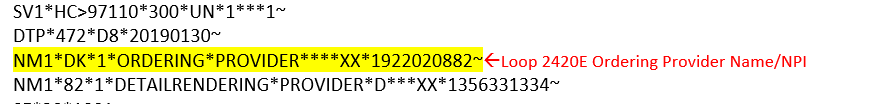 SV1*HC>97110*300*UN*1***1~
DTP*472*D8*20190130~
NM1*DK*1*ORDERING*PROVIDER****XX*1922020882~←Loop 2420E Ordering Provider Name/NPI
NM1*82*1*DETAILRENDERING*PROVIDER*D***XX*1356331334~